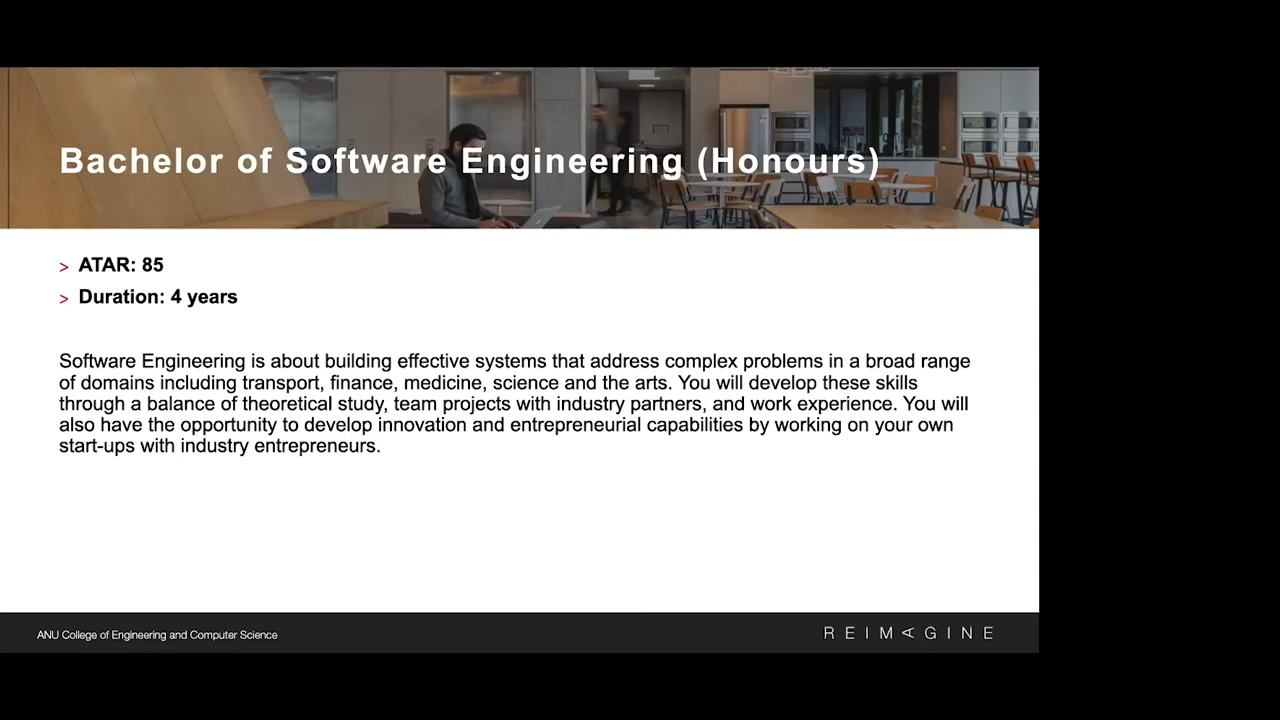 Bachelor of Software Engineering (Honours)
> ATAR: 85
> Duration: 4 years
Software Engineering is about building effective systems that address complex problems in a broad range
of domains including transport, finance, medicine, science and the arts. You will develop these skills
through a balance of theoretical study, team projects with industry partners, and work experience. You will
also have the opportunity to develop innovation and entrepreneurial capabilities by working on your own
start-ups with industry entrepreneurs.
ANU College of Engineering and Computer Science
REIMAGINE